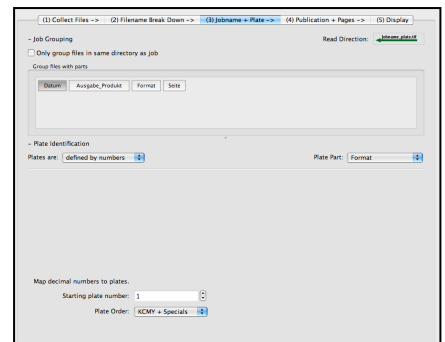 (1) Collect Files -> (2) Filename Break Down -> (3) Jobname + Plate -> (4) Publication + Pages -> (5) Display
– Job Grouping Read Direction: jobname_plate.tif
Only group files in same directory as job
Group files with parts
Datum Ausgabe_Produkt Format Seite
– Plate Identification
Plates are: defined by numbers Plate Part: Format
Map decimal numbers to plates.
Starting plate number: 1
Plate Order: KCMY + Specials